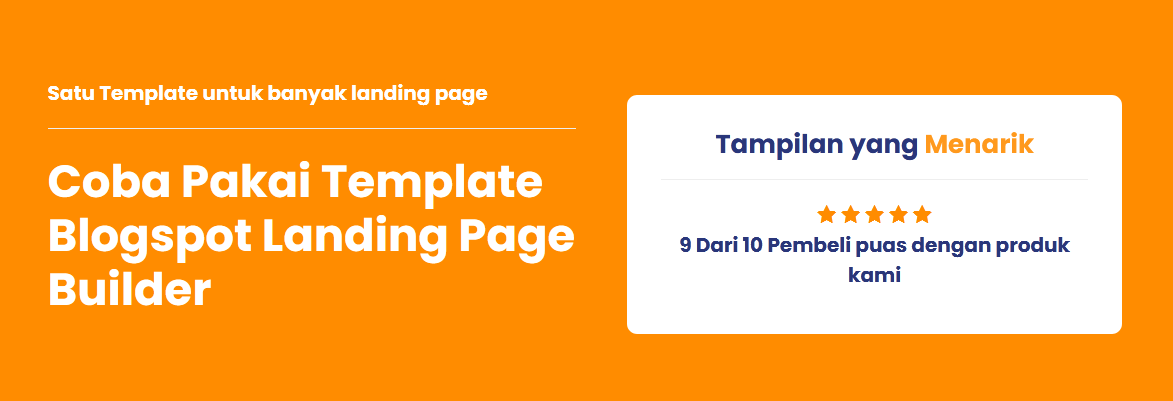 Satu Template untuk banyak landing page
Coba Pakai Template
Blogspot Landing Page
Builder
Tampilan yang Menarik
9 Dari 10 Pembeli puas dengan produk
kami